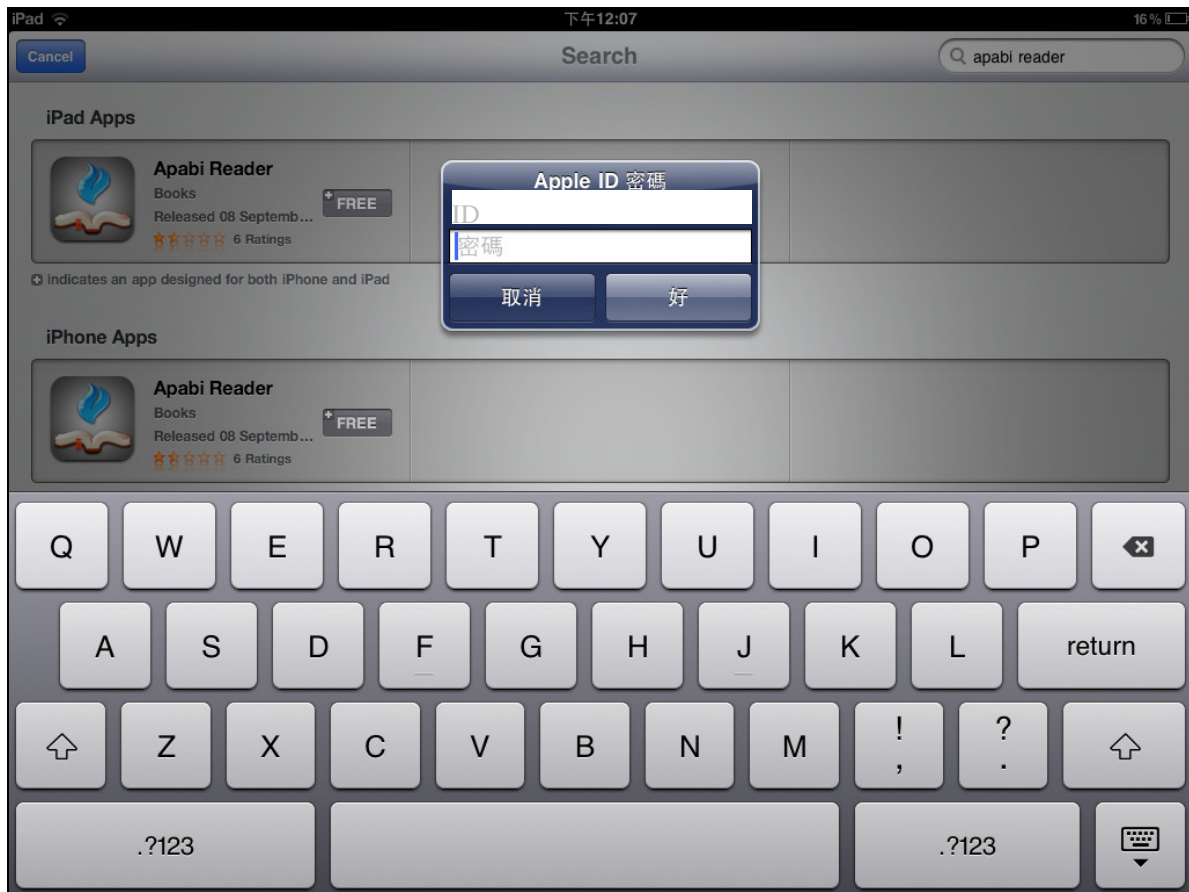 iPad 下午12:07 16%
Cancel Search apabi reader
iPad Apps
Apabi Reader
Books
Released 08 Septemb...
6 Ratings
FREE
indicates an app designed for both iPhone and iPad
Apple ID 密碼
ID
密碼
取消 好
iPhone Apps
Apabi Reader
Books
Released 08 Septemb...
6 Ratings
FREE
Q W E R T Y U I O P
A S D F G H J K L return
Z X C V B N M ! , ? .
.?123 .?123